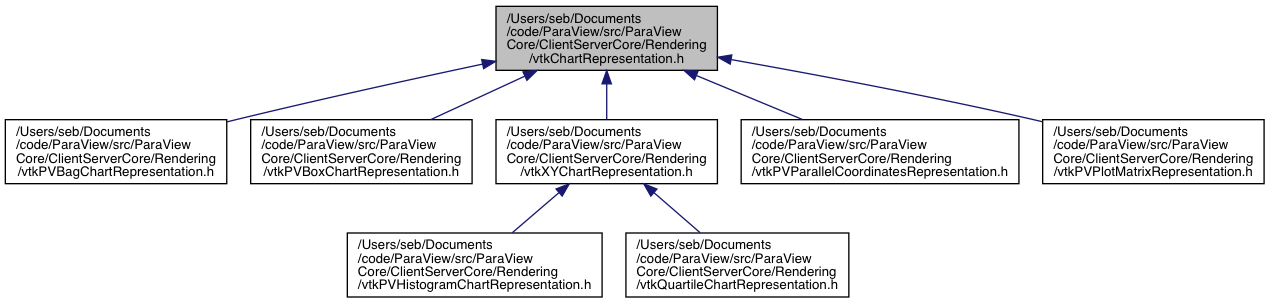 /Users/seb/Documents
/code/ParaView/src/ParaView
Core/ClientServerCore/Rendering
/vtkChartRepresentation.h
/Users/seb/Documents
/code/ParaView/src/ParaView
Core/ClientServerCore/Rendering
/vtkPVBagChartRepresentation.h
/Users/seb/Documents
/code/ParaView/src/ParaView
Core/ClientServerCore/Rendering
/vtkPVBoxChartRepresentation.h
/Users/seb/Documents
/code/ParaView/src/ParaView
Core/ClientServerCore/Rendering
/vtkXYChartRepresentation.h
/Users/seb/Documents
/code/ParaView/src/ParaView
Core/ClientServerCore/Rendering
/vtkPVParallelCoordinatesRepresentation.h
/Users/seb/Documents
/code/ParaView/src/ParaView
Core/ClientServerCore/Rendering
/vtkPVPlotMatrixRepresentation.h
/Users/seb/Documents
/code/ParaView/src/ParaView
Core/ClientServerCore/Rendering
/vtkPVHistogramChartRepresentation.h
/Users/seb/Documents
/code/ParaView/src/ParaView
Core/ClientServerCore/Rendering
/vtkQuartileChartRepresentation.h